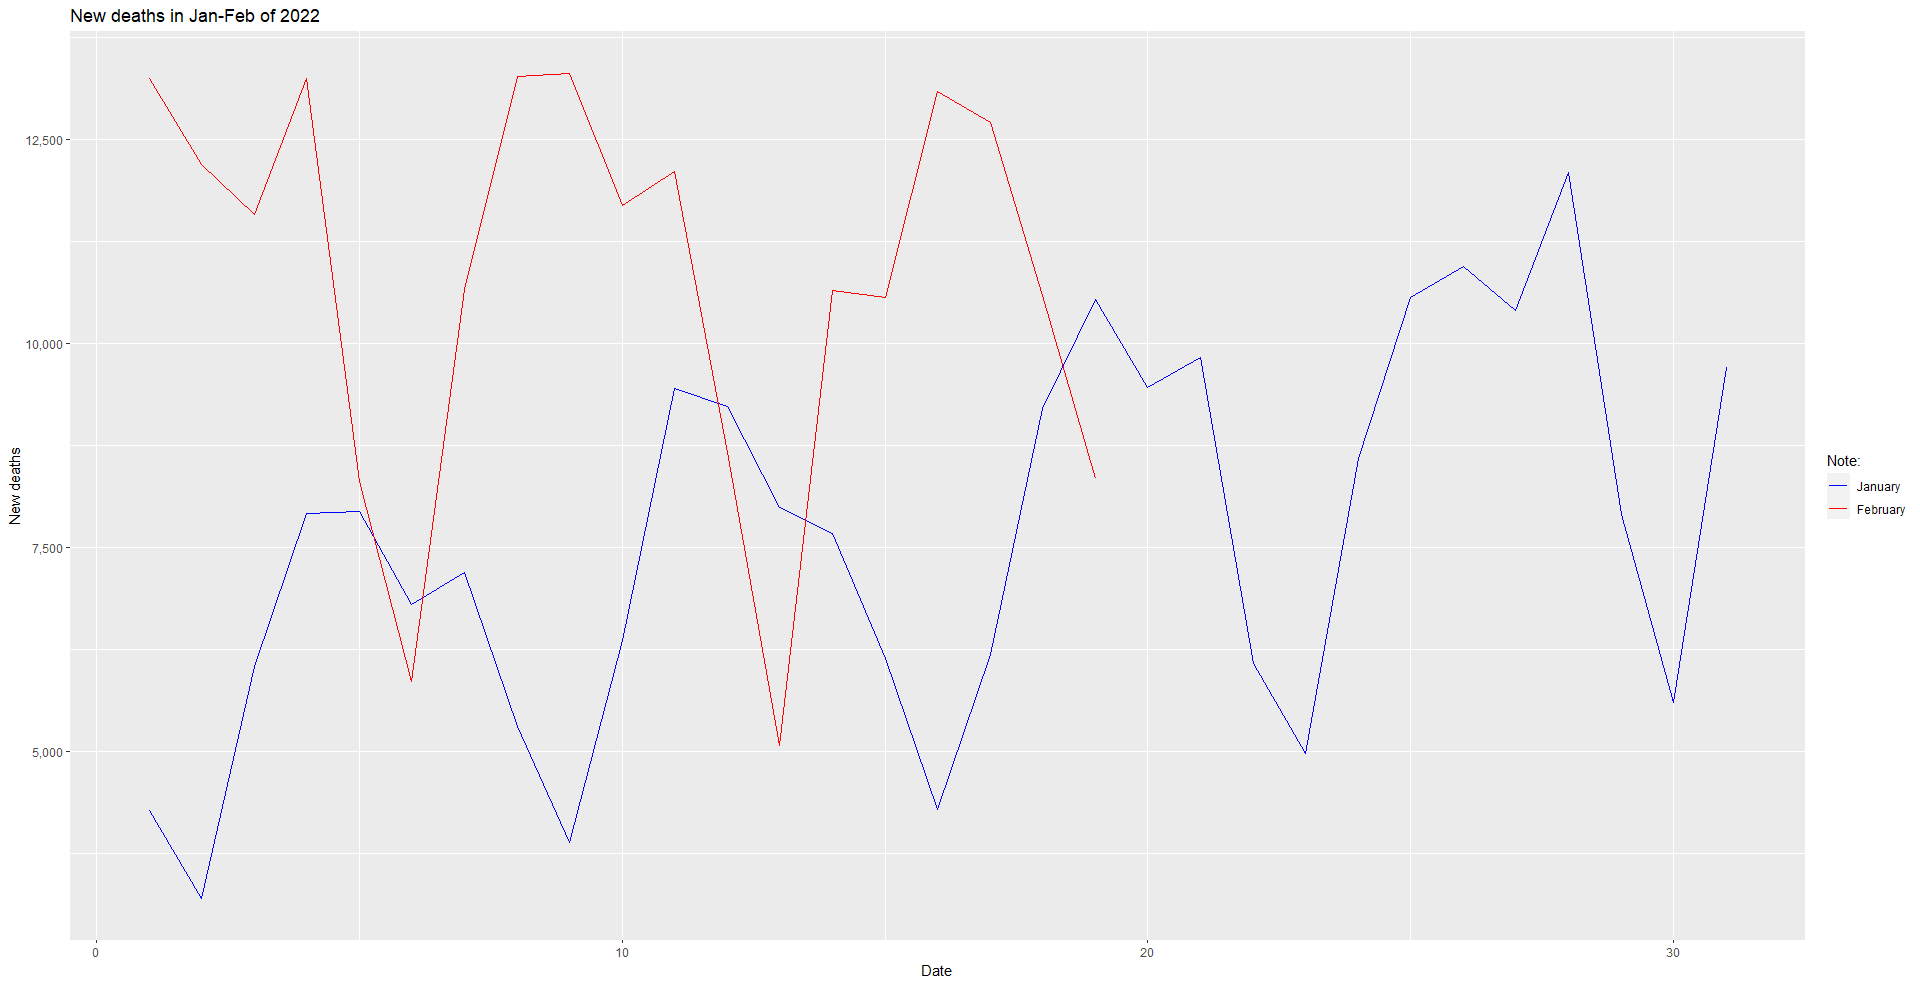 New deaths in Jan-Feb of 2022
12,500
10,000
7,500
5,000
New deaths
0
10
20
30
Date
Note:
January
February